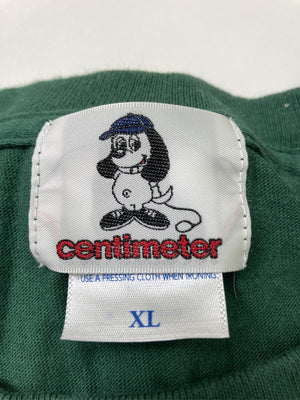 centimeter
USE A PRESSING CLOTH WHEN IRONING.
XL